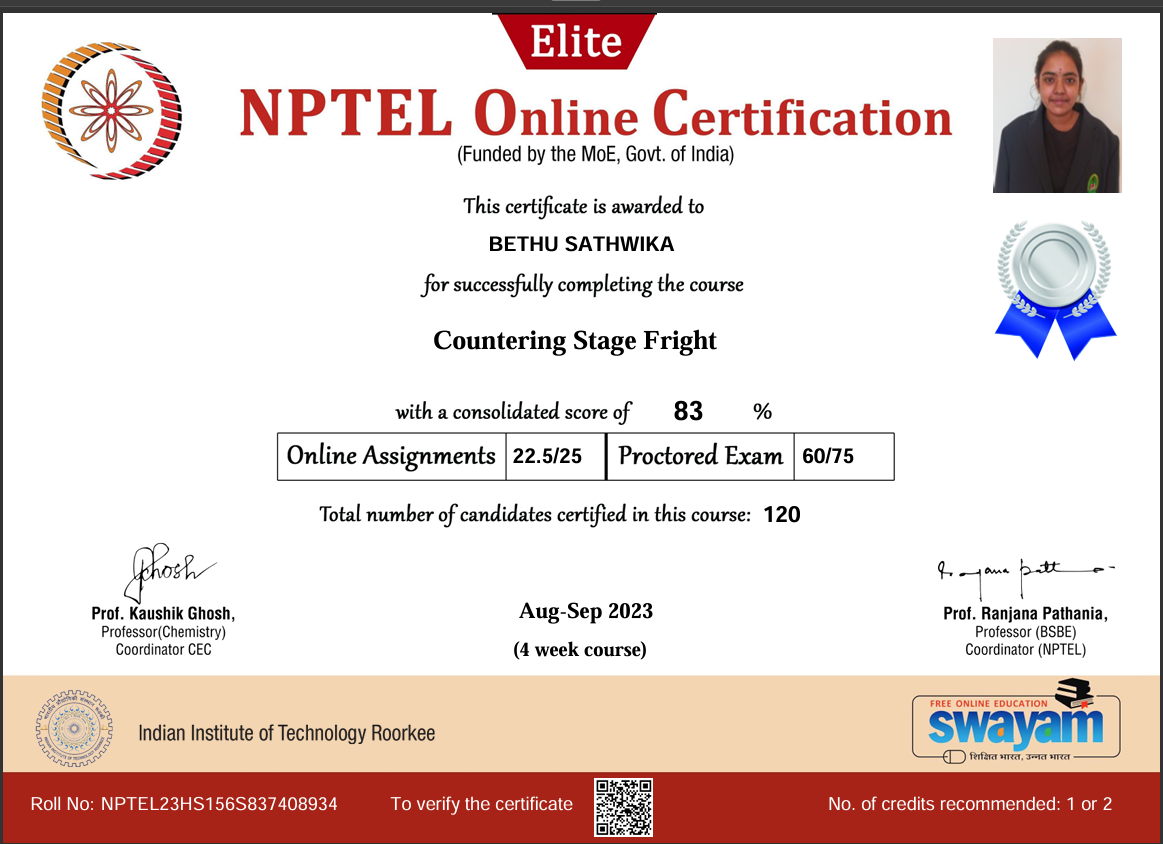 Elite
NPTEL Online Certification
(Funded by the MoE, Govt. of India)
This certificate is awarded to
BETHU SATHWIKA
for successfully completing the course
Countering Stage Fright
with a consolidated score of 83 %
Online Assignments 22.5/25 Proctored Exam 60/75
Total number of candidates certified in this course: 120
Prof. Kaushik Ghosh,
Professor(Chemistry)
Coordinator CEC
Aug-Sep 2023
(4 week course)
Prof. Ranjana Pathania,
Professor (BSBE)
Coordinator (NPTEL)
Indian Institute of Technology Roorkee
FREE ONLINE EDUCATION
swayam
शिक्षित भारत, उन्नत भारत
Roll No: NPTEL23HS156S837408934 To verify the certificate No. of credits recommended: 1 or 2